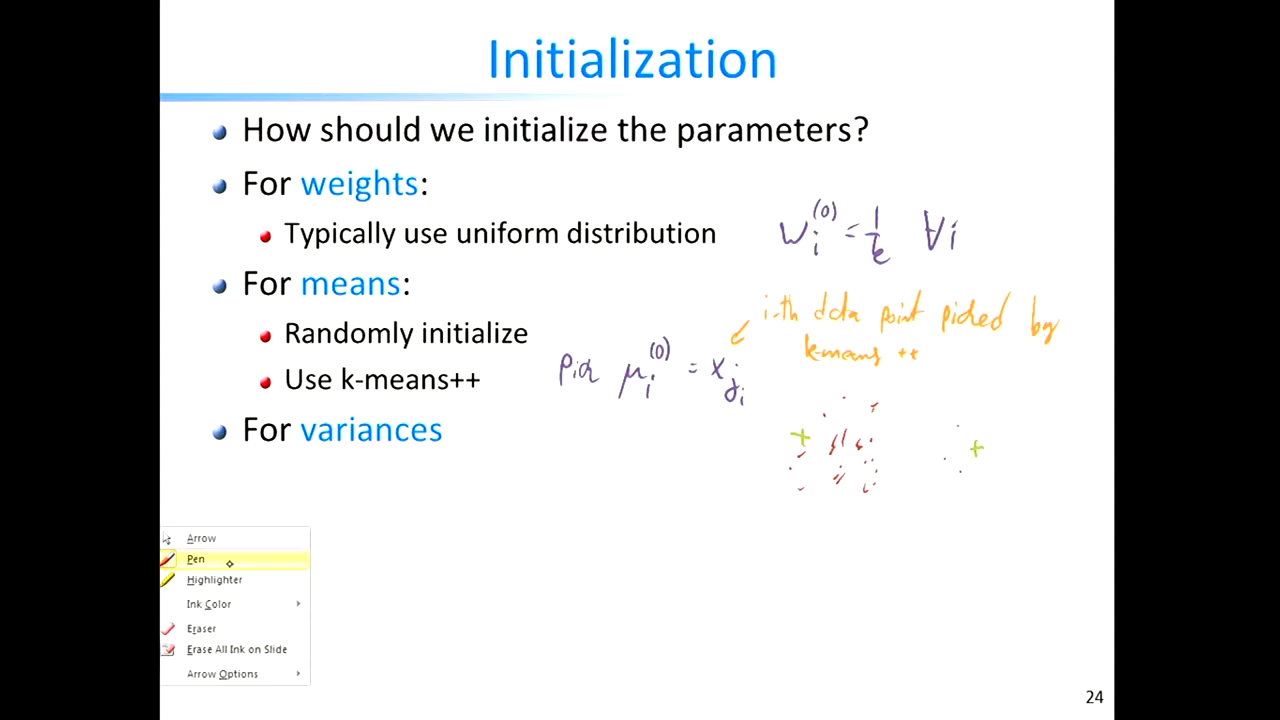 Initialization
How should we initialize the parameters?
For weights:
Typically use uniform distribution
w_i^(0) = 1/k ∀i
For means:
i-th data point picked by
k-means ++
Randomly initialize
Pick μ_i^(0) = x_{j_i}
Use k-means++
For variances
Arrow
Pen
Highlighter
Ink Color
Eraser
Erase All Ink on Slide
Arrow Options
24